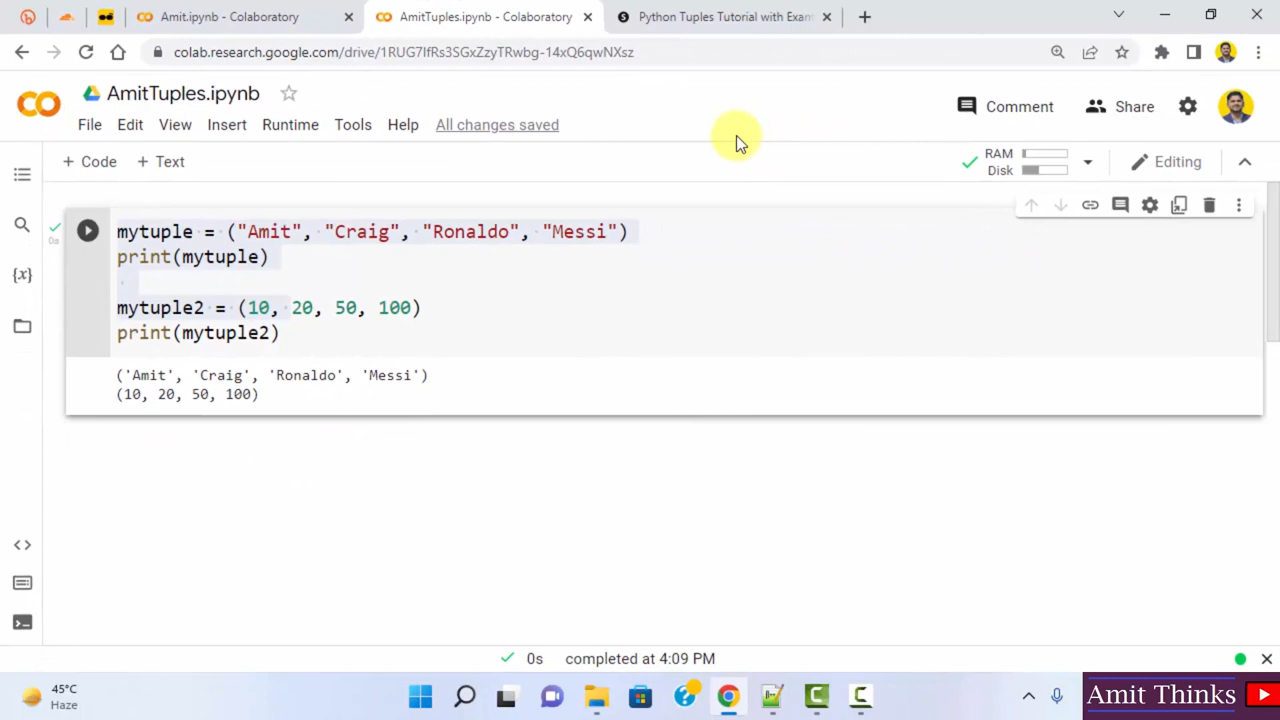 Amit.ipynb - Colaboratory
AmitTuples.ipynb - Colaboratory
Python Tuples Tutorial with Exam
colab.research.google.com/drive/1RUG7IfRs3SGxZzyTRwbg-14xQ6qwNXsz
AmitTuples.ipynb
File Edit View Insert Runtime Tools Help All changes saved
Comment
Share
+ Code + Text
RAM
Disk
Editing
mytuple = ("Amit", "Craig", "Ronaldo", "Messi")
print(mytuple)
mytuple2 = (10, 20, 50, 100)
print(mytuple2)
0s
('Amit', 'Craig', 'Ronaldo', 'Messi')
(10, 20, 50, 100)
0s completed at 4:09 PM
45°C
Haze
Amit Thinks